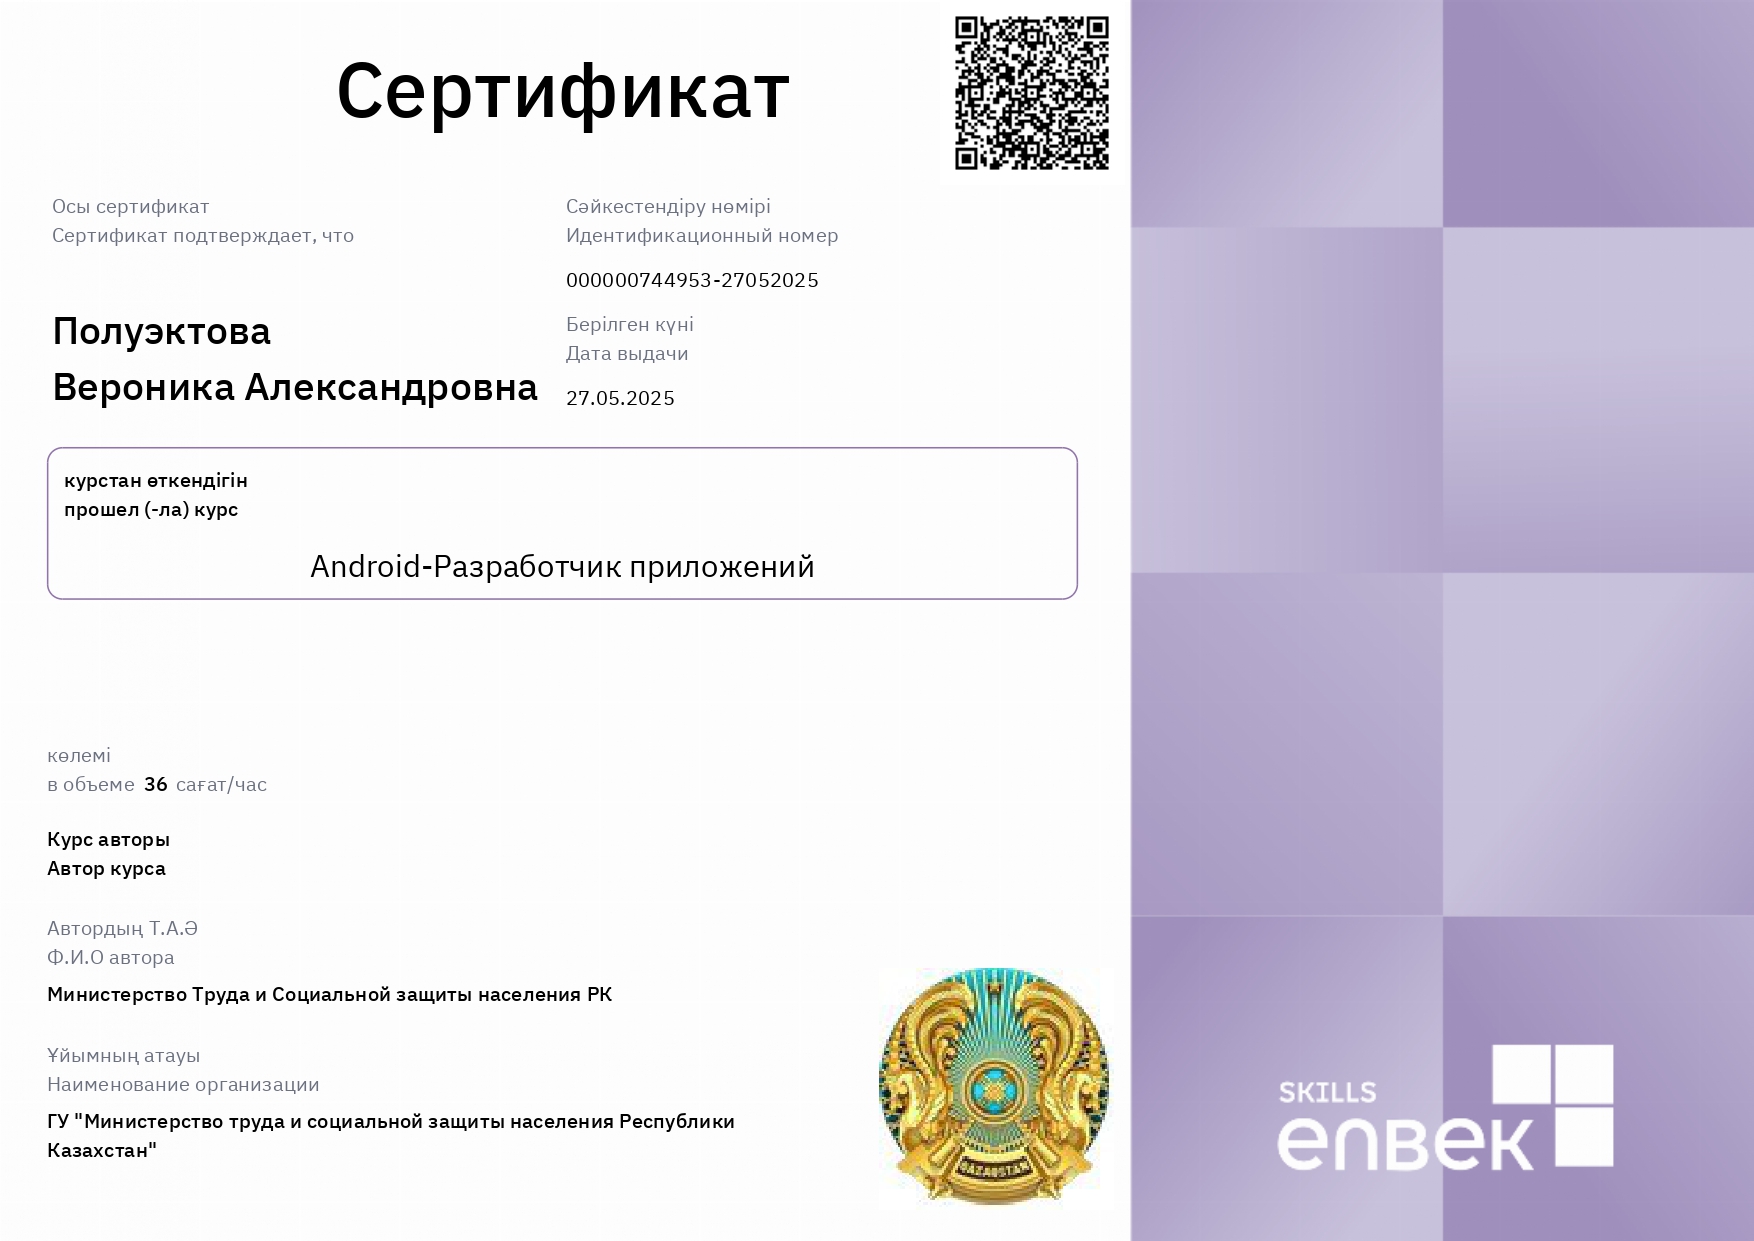 Сертификат
Осы сертификат
Сертификат подтверждает, что
Полуэктова
Вероника Александровна
Сәйкестендіру нөмірі
Идентификационный номер
000000744953-27052025
Берілген күні
Дата выдачи
27.05.2025
курстан өткендігін
прошел (-ла) курс
Android-Разработчик приложений
көлемі
в объеме 36 сағат/час
Курс авторы
Автор курса
Автордың Т.А.Ә
Ф.И.О автора
Министерство Труда и Социальной защиты населения РК
Ұйымның атауы
Наименование организации
ГУ "Министерство труда и социальной защиты населения Республики
Казахстан"
QAZAQSTAN
SKILLS
enbek